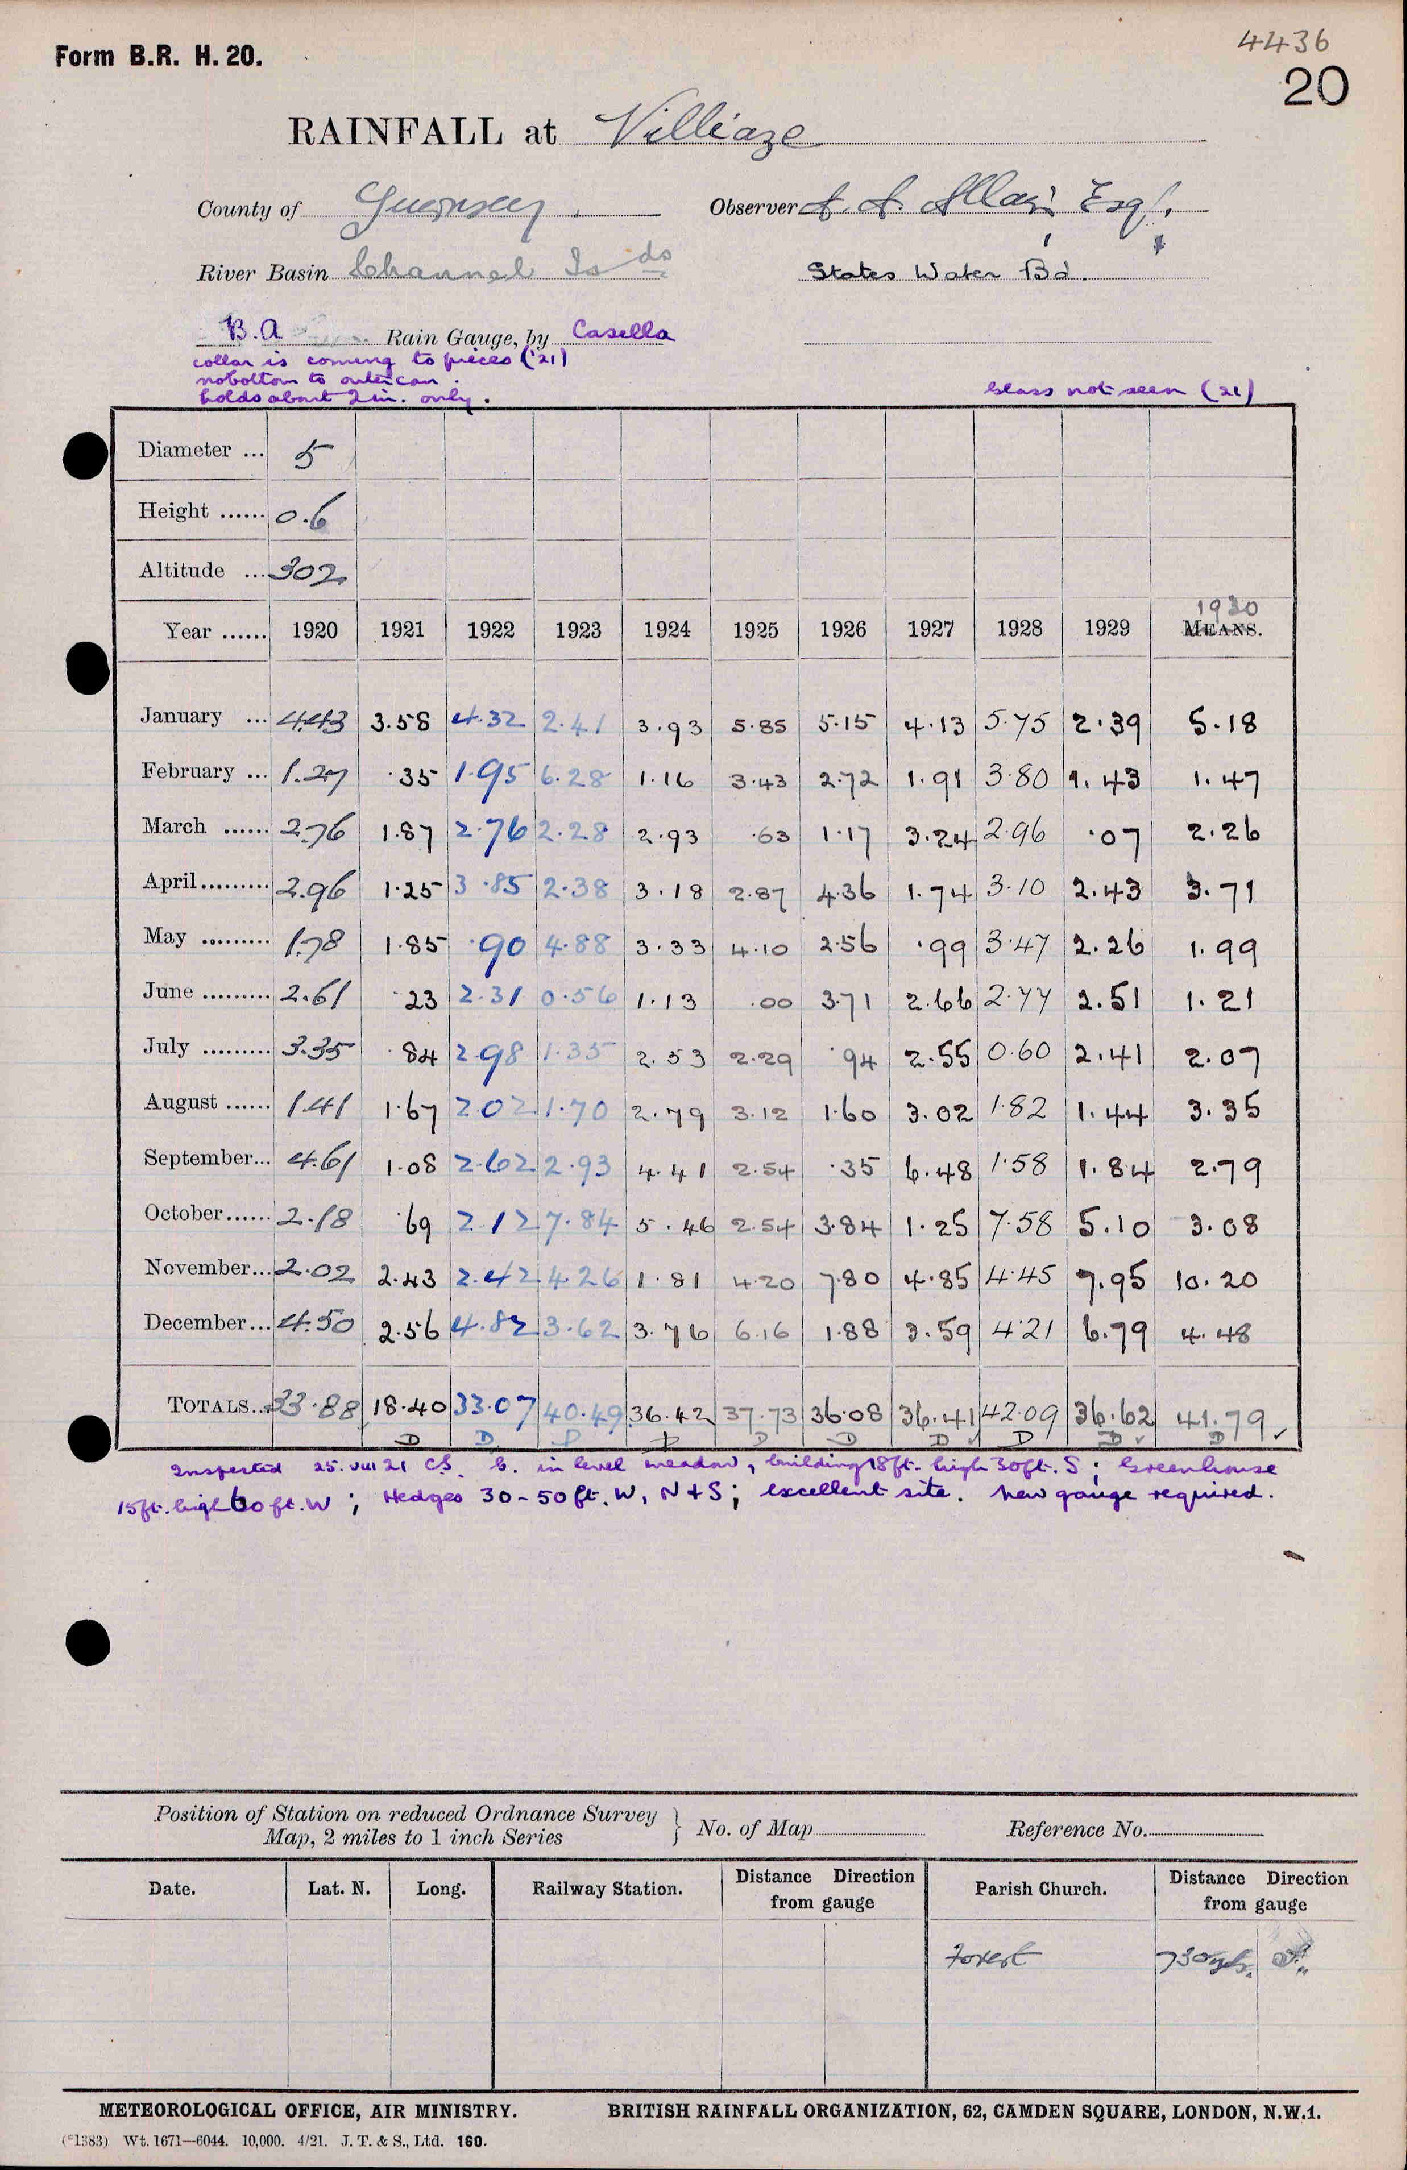 Form B.R. H. 20.
4436
20
RAINFALL at Villiaze
County of Guernsey. Observer A. A. Allain Esqr.
River Basin Channel Isds States Water Bd.
B.A Rain Gauge, by Casella
collar is coming to pieces ('21)
no bottom to outer can.
holds about 2 in. only. Glass not seen (21)
Diameter ... 5
Height ...... 0.6
Altitude ... 302
1930
Year ...... 1920 1921 1922 1923 1924 1925 1926 1927 1928 1929 MEANS.
January ... 4.43 3.58 4.32 2.41 3.93 5.85 5.15 4.13 5.75 2.39 5.18
February ... 1.27 .35 1.95 6.28 1.16 3.43 2.72 1.91 3.80 1.43 1.47
March ...... 2.76 1.87 2.76 2.28 2.93 .63 1.17 3.24 2.96 .07 2.26
April......... 2.96 1.25 3.85 2.38 3.18 2.87 4.36 1.74 3.10 2.43 3.71
May ......... 1.78 1.85 .90 4.88 3.33 4.10 2.56 .99 3.47 2.26 1.99
June ......... 2.61 .23 2.31 0.56 1.13 .00 3.71 2.66 2.77 2.51 1.21
July ......... 3.35 .84 2.98 1.35 2.53 2.29 .94 2.55 0.60 2.41 2.07
August ...... 1.41 1.67 2.02 1.70 2.79 3.12 1.60 3.02 1.82 1.44 3.35
September... 4.61 1.08 2.62 2.93 4.41 2.54 .35 6.48 1.58 1.84 2.79
October...... 2.18 .69 2.12 7.84 5.46 2.54 3.84 1.25 7.58 5.10 3.08
November... 2.02 2.43 2.42 4.26 1.81 4.20 7.80 4.85 4.45 7.95 10.20
December... 4.50 2.56 4.82 3.62 3.76 6.16 1.88 3.59 4.21 6.79 4.48
TOTALS... 33.88 18.40 33.07 40.49 36.42 37.73 36.08 36.41 42.09 36.62 41.79
D D D D D D D D D D
Inspected 25.VIII 21 C.S. G. in level meadow, building 18ft. high 30ft. S; Greenhouse
15ft. high 60 ft. W; Hedges 30-50 ft. W, N + S; excellent site. New gauge required.
Position of Station on reduced Ordnance Survey
Map, 2 miles to 1 inch Series } No. of Map Reference No.
Date. Lat. N. Long. Railway Station. Distance Direction from gauge Parish Church. Distance Direction from gauge
Forest 730 yds.
METEOROLOGICAL OFFICE, AIR MINISTRY. BRITISH RAINFALL ORGANIZATION, 62, CAMDEN SQUARE, LONDON, N.W.1.
(*1383) Wt. 1671—6044. 10,000. 4/21. J. T. & S., Ltd. 160.